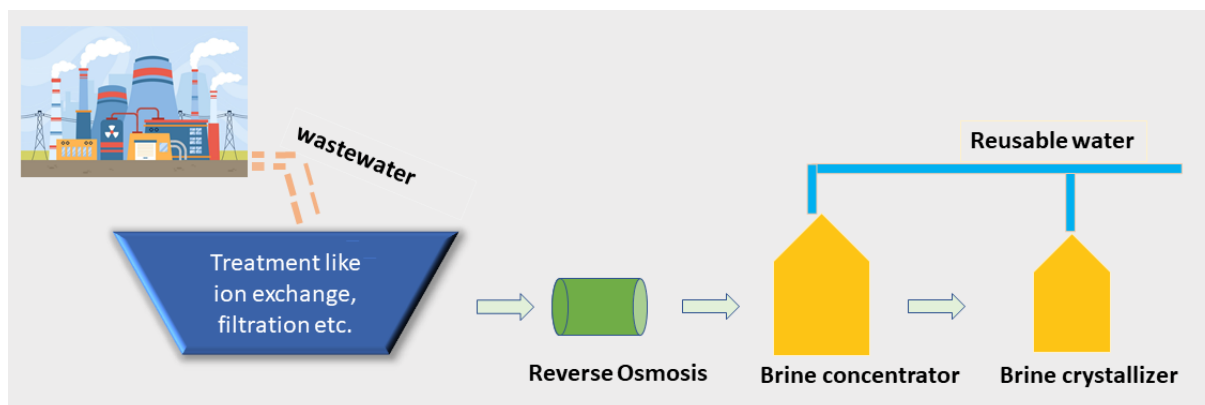 wastewater
Reusable water
Treatment like
ion exchange,
filtration etc.
Reverse Osmosis
Brine concentrator
Brine crystallizer